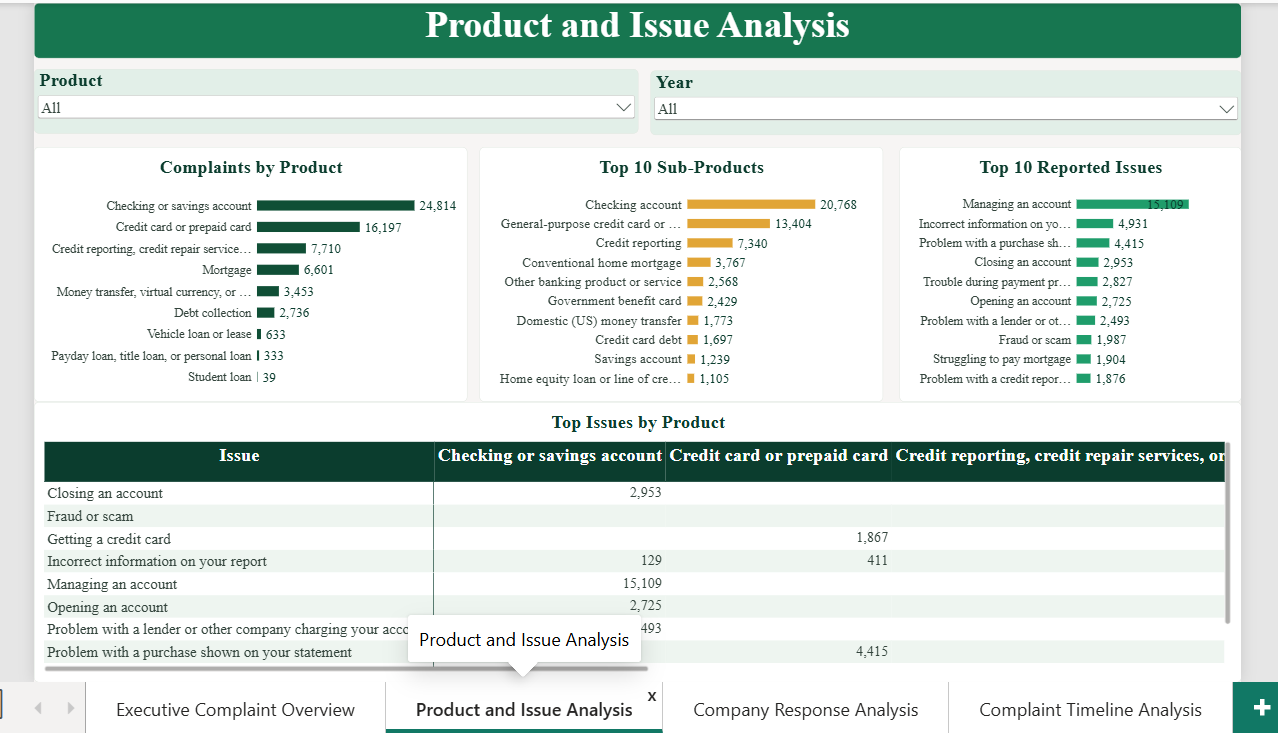 Product and Issue Analysis
Product
All
Year
All
Complaints by Product
Checking or savings account 24,814
Credit card or prepaid card 16,197
Credit reporting, credit repair service... 7,710
Mortgage 6,601
Money transfer, virtual currency, or ... 3,453
Debt collection 2,736
Vehicle loan or lease 633
Payday loan, title loan, or personal loan 333
Student loan 39
Top 10 Sub-Products
Checking account 20,768
General-purpose credit card or ... 13,404
Credit reporting 7,340
Conventional home mortgage 3,767
Other banking product or service 2,568
Government benefit card 2,429
Domestic (US) money transfer 1,773
Credit card debt 1,697
Savings account 1,239
Home equity loan or line of cre... 1,105
Top 10 Reported Issues
Managing an account 15,109
Incorrect information on yo... 4,931
Problem with a purchase sh... 4,415
Closing an account 2,953
Trouble during payment pr... 2,827
Opening an account 2,725
Problem with a lender or ot... 2,493
Fraud or scam 1,987
Struggling to pay mortgage 1,904
Problem with a credit repor... 1,876
Top Issues by Product
Issue Checking or savings account Credit card or prepaid card Credit reporting, credit repair services, or
Closing an account 2,953
Fraud or scam
Getting a credit card 1,867
Incorrect information on your report 129 411
Managing an account 15,109
Opening an account 2,725
Problem with a lender or other company charging your acco 493
Problem with a purchase shown on your statement 4,415
Product and Issue Analysis
Executive Complaint Overview
Product and Issue Analysis x
Company Response Analysis
Complaint Timeline Analysis
+